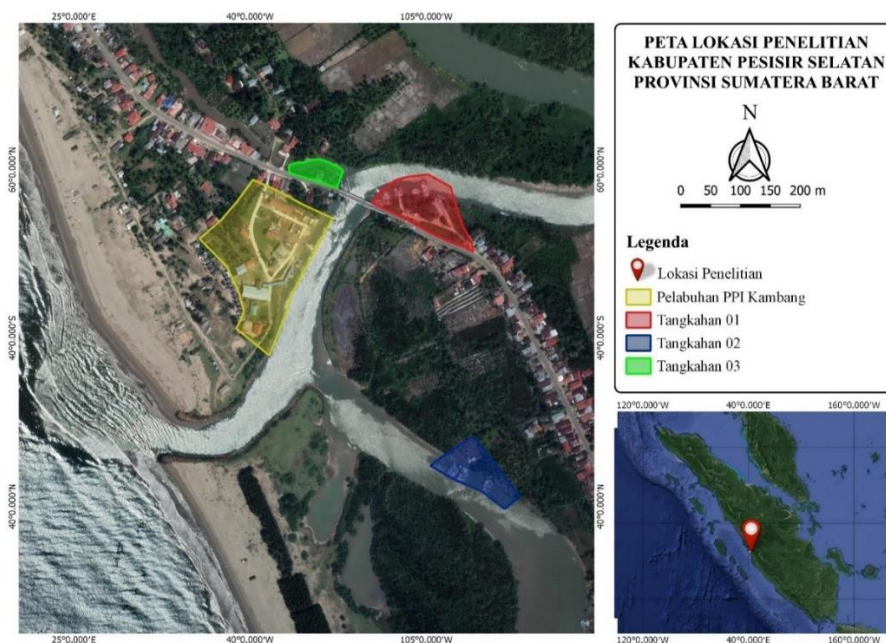 25°0.000'W 40°0.000'W 105°0.000'W
60°0.000'N
40°0.000'S
40°0.000'N
60°0.000'N
40°0.000'S
40°0.000'N
25°0.000'W 40°0.000'W 105°0.000'W
PETA LOKASI PENELITIAN
KABUPATEN PESISIR SELATAN
PROVINSI SUMATERA BARAT
N
0 50 100 150 200 m
Legenda
Lokasi Penelitian
Pelabuhan PPI Kambang
Tangkahan 01
Tangkahan 02
Tangkahan 03
120°0.000'W 40°0.000'E 160°0.000'W
120°0.000'W 40°0.000'E 160°0.000'W